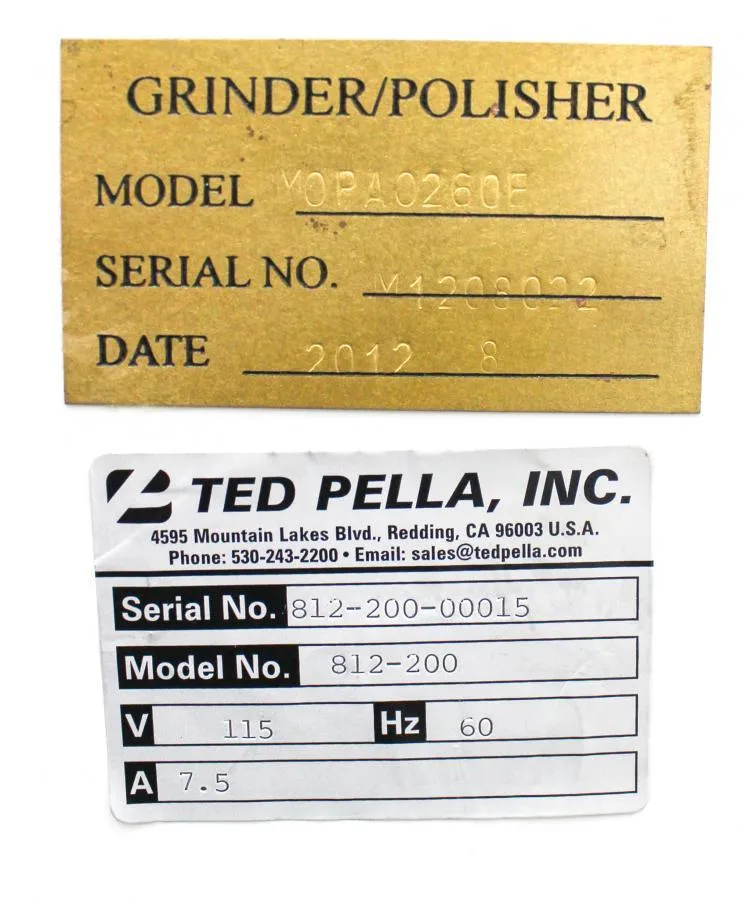 GRINDER/POLISHER
MODEL MOPAO260E
SERIAL NO. M1208022
DATE 2012 8
TED PELLA, INC.
4595 Mountain Lakes Blvd., Redding, CA 96003 U.S.A.
Phone: 530-243-2200 • Email: sales@tedpella.com
Serial No. 812-200-00015
Model No. 812-200
V 115 Hz 60
A 7.5